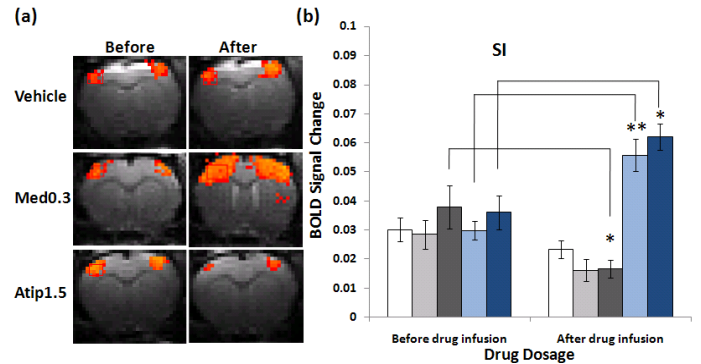 (a)
Before
After
Vehicle
Med0.3
Atip1.5
(b)
SI
BOLD Signal Change
0.1
0.09
0.08
0.07
0.06
0.05
0.04
0.03
0.02
0.01
0
*
**
*
Before drug infusion
After drug infusion
Drug Dosage